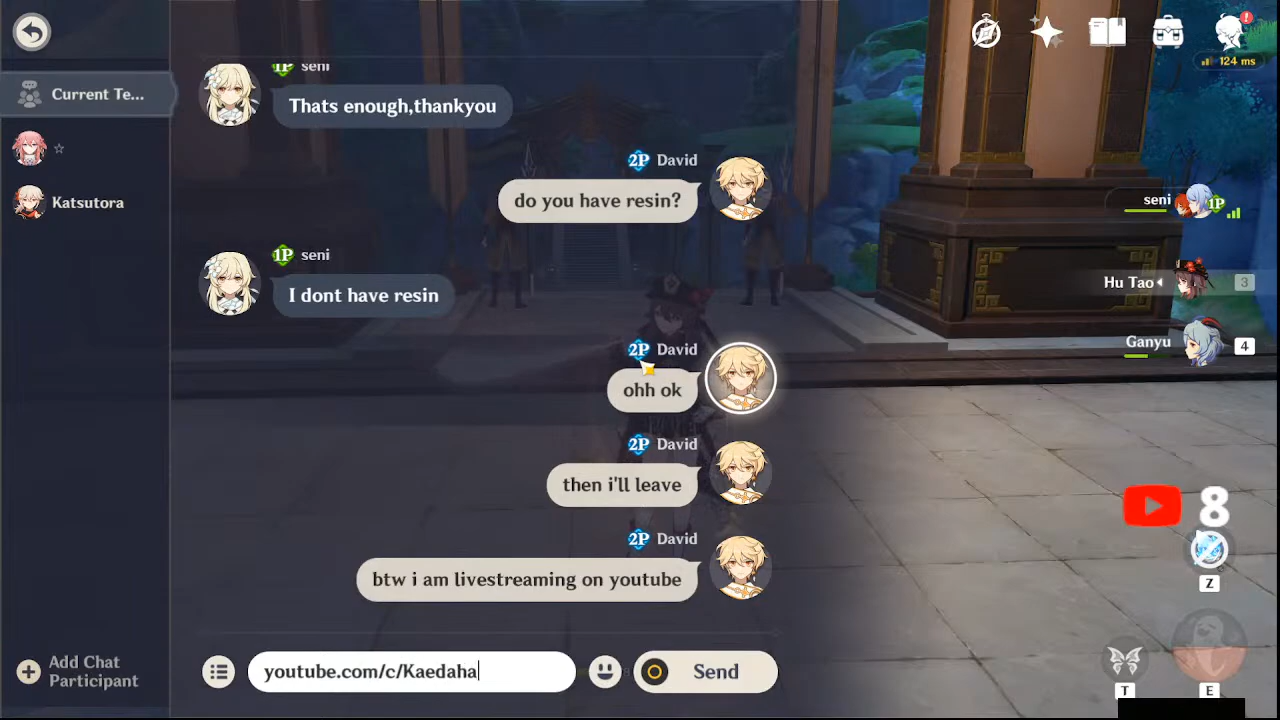 Current Te...
☆
Katsutora
Add Chat
Participant
1P seni
Thats enough,thankyou
2P David
do you have resin?
1P seni
I dont have resin
2P David
ohh ok
2P David
then i'll leave
2P David
btw i am livestreaming on youtube
youtube.com/c/Kaedaha
Send
124 ms
seni 1P
Hu Tao 3
Ganyu 4
8
Z
T
E